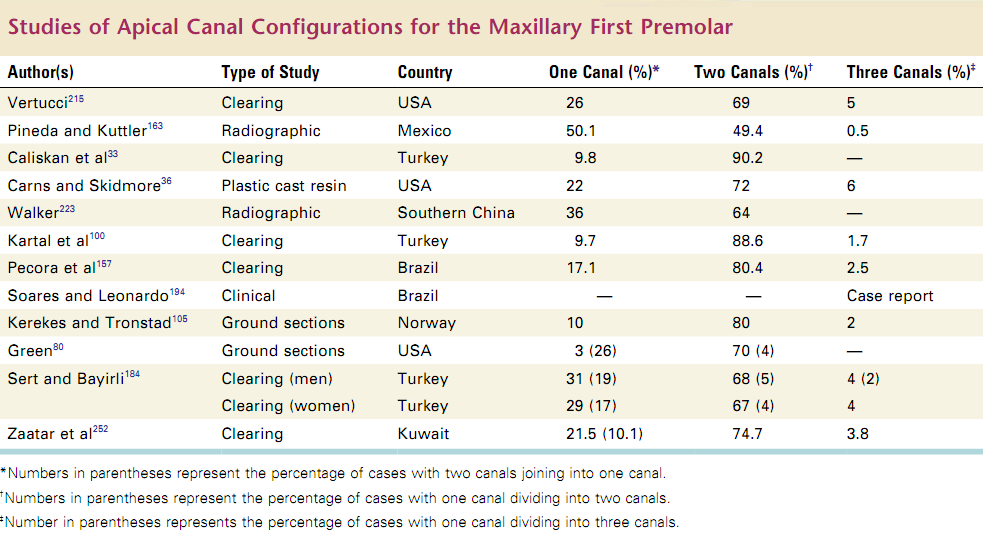 Studies of Apical Canal Configurations for the Maxillary First Premolar
Author(s) Type of Study Country One Canal (%)* Two Canals (%)† Three Canals (%)‡
Vertucci215 Clearing USA 26 69 5
Pineda and Kuttler163 Radiographic Mexico 50.1 49.4 0.5
Caliskan et al33 Clearing Turkey 9.8 90.2 —
Carns and Skidmore36 Plastic cast resin USA 22 72 6
Walker223 Radiographic Southern China 36 64 —
Kartal et al100 Clearing Turkey 9.7 88.6 1.7
Pecora et al157 Clearing Brazil 17.1 80.4 2.5
Soares and Leonardo194 Clinical Brazil — — Case report
Kerekes and Tronstad105 Ground sections Norway 10 80 2
Green80 Ground sections USA 3 (26) 70 (4) —
Sert and Bayirli184 Clearing (men) Turkey 31 (19) 68 (5) 4 (2)
Clearing (women) Turkey 29 (17) 67 (4) 4
Zaatar et al252 Clearing Kuwait 21.5 (10.1) 74.7 3.8
*Numbers in parentheses represent the percentage of cases with two canals joining into one canal.
†Numbers in parentheses represent the percentage of cases with one canal dividing into two canals.
‡Number in parentheses represents the percentage of cases with one canal dividing into three canals.